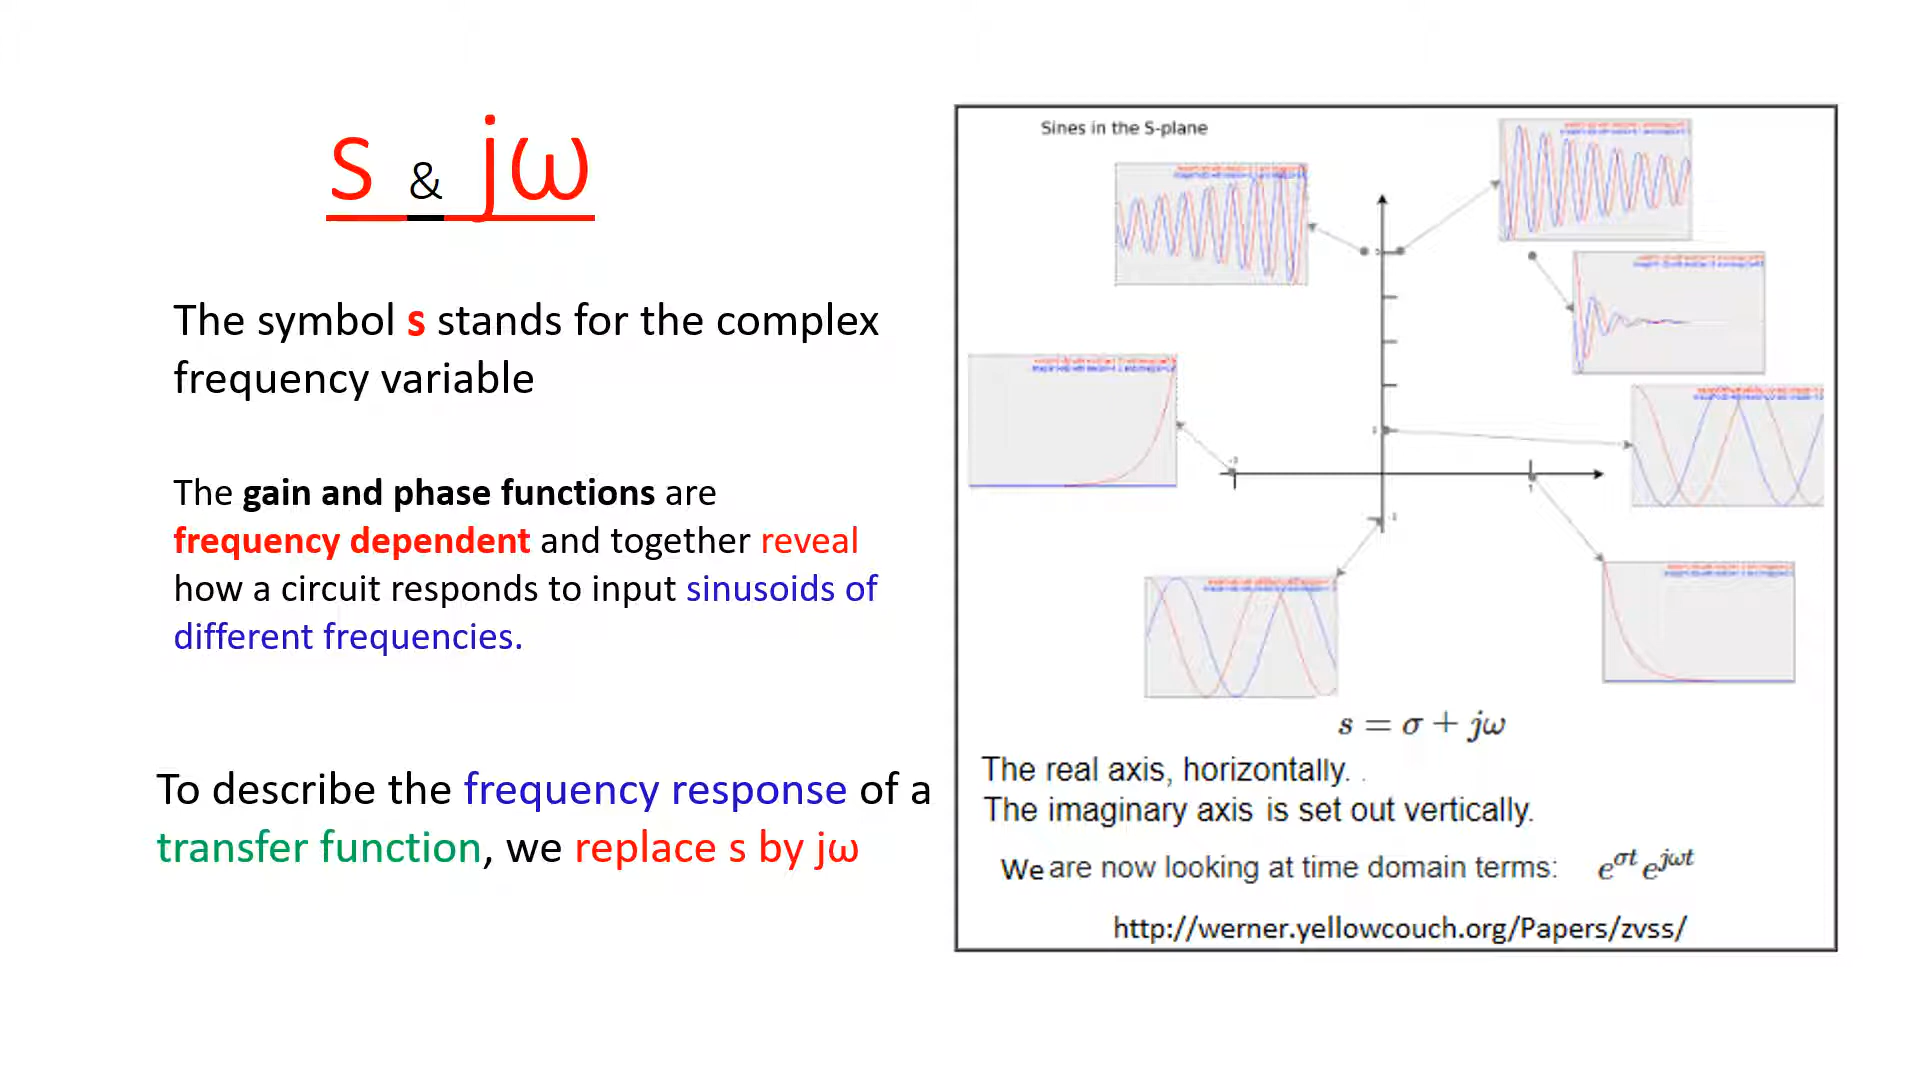 s & jω
The symbol s stands for the complex
frequency variable
The gain and phase functions are
frequency dependent and together reveal
how a circuit responds to input sinusoids of
different frequencies.
To describe the frequency response of a
transfer function, we replace s by jω
Sines in the S-plane
s = σ + jω
The real axis, horizontally. .
The imaginary axis is set out vertically.
We are now looking at time domain terms: e^σt e^jωt
http://werner.yellowcouch.org/Papers/zvss/